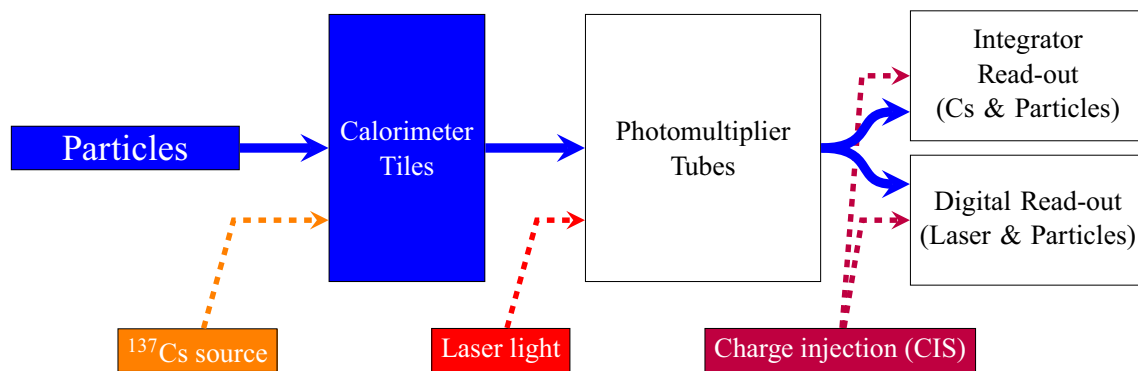 Particles
Calorimeter
Tiles
Photomultiplier
Tubes
Integrator
Read-out
(Cs & Particles)
Digital Read-out
(Laser & Particles)
¹³⁷Cs source
Laser light
Charge injection (CIS)